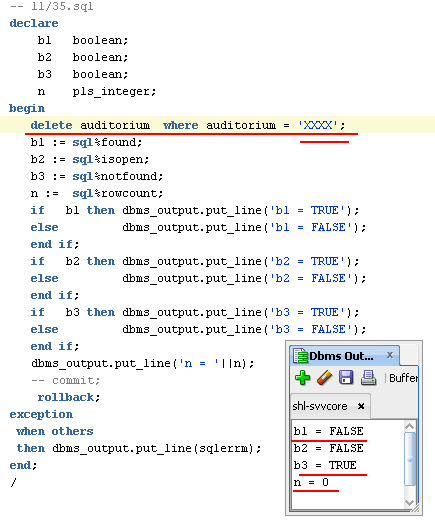 -- 11/35.sql
declare
b1 boolean;
b2 boolean;
b3 boolean;
n pls_integer;
begin
delete auditorium where auditorium = 'XXXX';
b1 := sql%found;
b2 := sql%isopen;
b3 := sql%notfound;
n := sql%rowcount;
if b1 then dbms_output.put_line('b1 = TRUE');
else dbms_output.put_line('b1 = FALSE');
end if;
if b2 then dbms_output.put_line('b2 = TRUE');
else dbms_output.put_line('b2 = FALSE');
end if;
if b3 then dbms_output.put_line('b3 = TRUE');
else dbms_output.put_line('b3 = FALSE');
end if;
dbms_output.put_line('n = '||n);
-- commit;
rollback;
exception
when others
then dbms_output.put_line(sqlerrm);
end;
/
Dbms Out... x
Buffer
shl-svvcore x
b1 = FALSE
b2 = FALSE
b3 = TRUE
n = 0